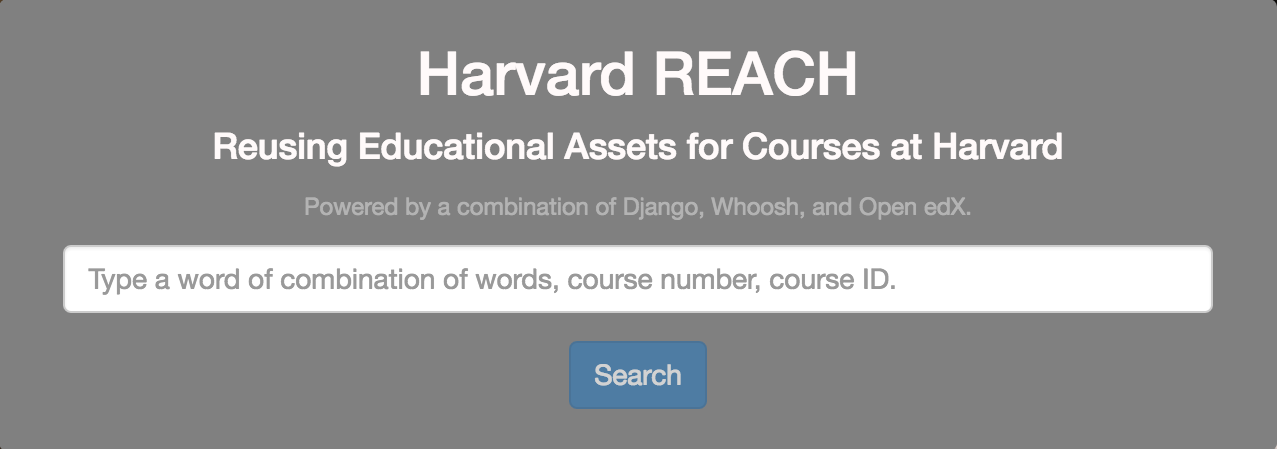 Harvard REACH
Reusing Educational Assets for Courses at Harvard
Powered by a combination of Django, Whoosh, and Open edX.
Type a word of combination of words, course number, course ID.
Search